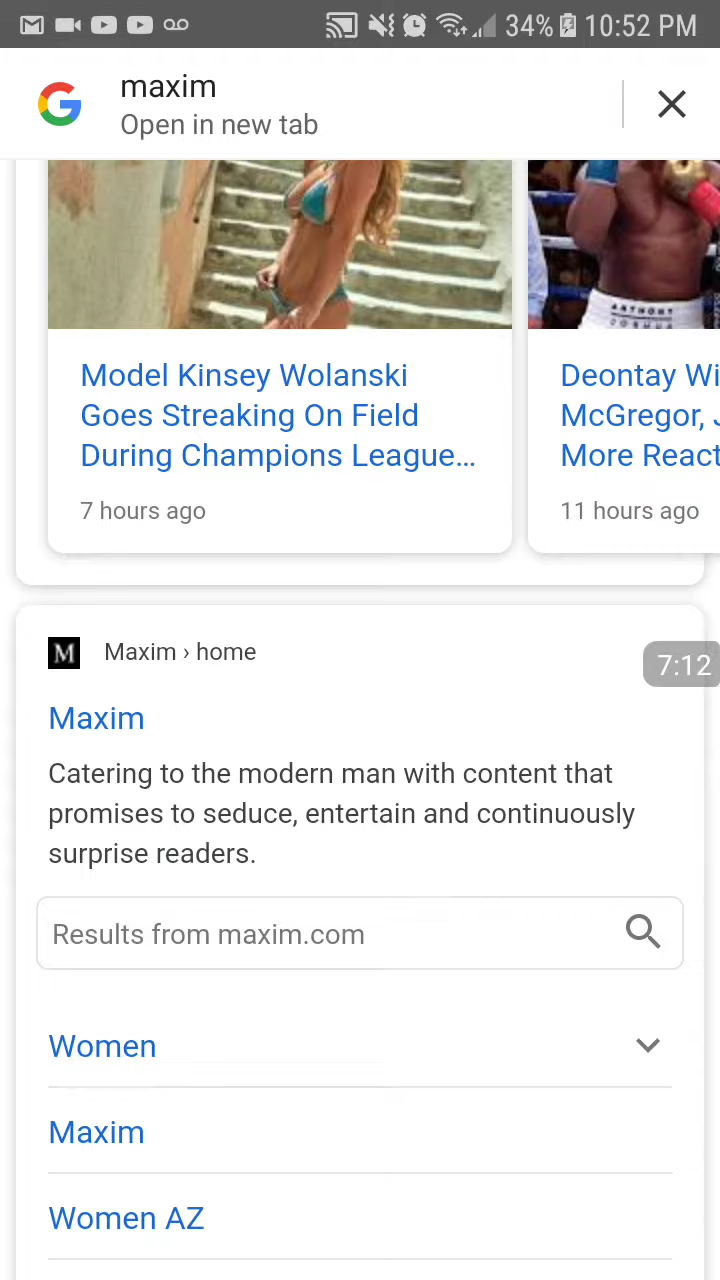 34% 10:52 PM
maxim
Open in new tab
ANTHONY
JOSHUA
Model Kinsey Wolanski
Goes Streaking On Field
During Champions League...
7 hours ago
Deontay Wi
McGregor, J
More React
11 hours ago
M Maxim › home
7:12
Maxim
Catering to the modern man with content that
promises to seduce, entertain and continuously
surprise readers.
Results from maxim.com
Women
Maxim
Women AZ